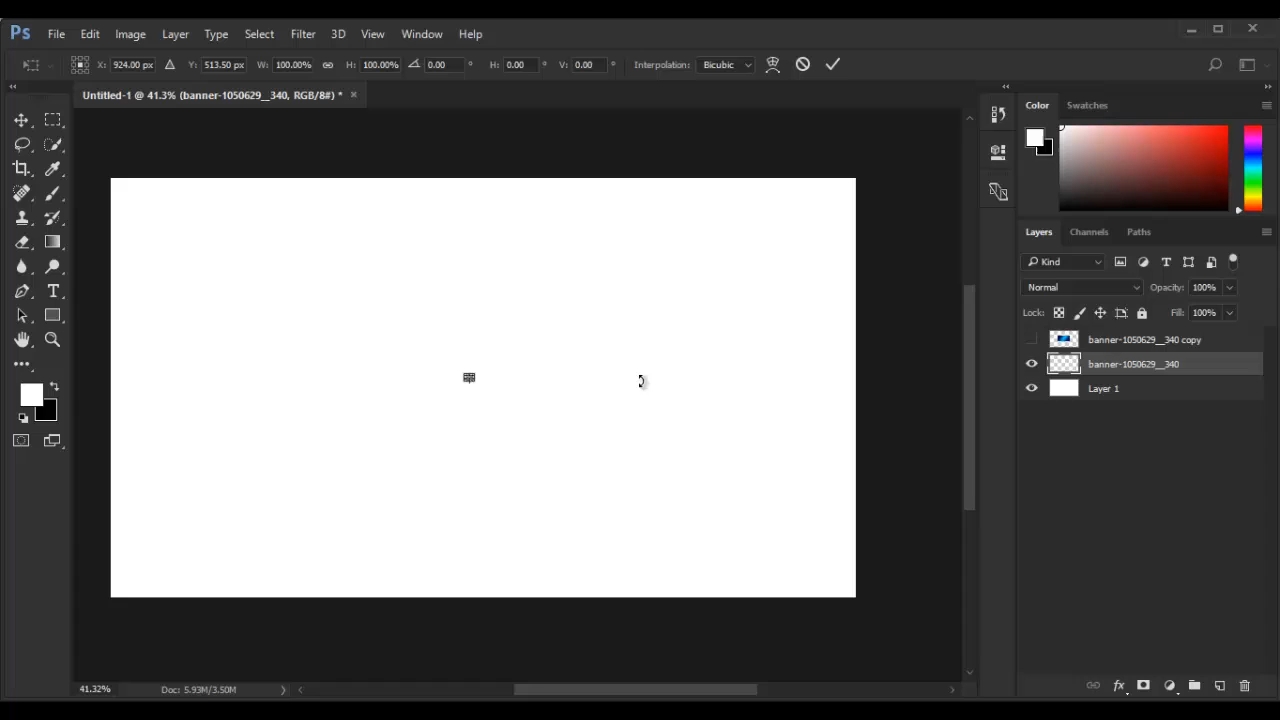 Ps File Edit Image Layer Type Select Filter 3D View Window Help
X: 924.00 px Y: 513.50 px W: 100.00% H: 100.00% 0.00 ° H: 0.00 ° V: 0.00 ° Interpolation: Bicubic
Untitled-1 @ 41.3% (banner-1050629__340, RGB/8#) *
Color Swatches
Layers Channels Paths
Kind
Normal Opacity: 100%
Lock: Fill: 100%
banner-1050629__340 copy
banner-1050629__340
Layer 1
41.32% Doc: 5.93M/3.50M
fx